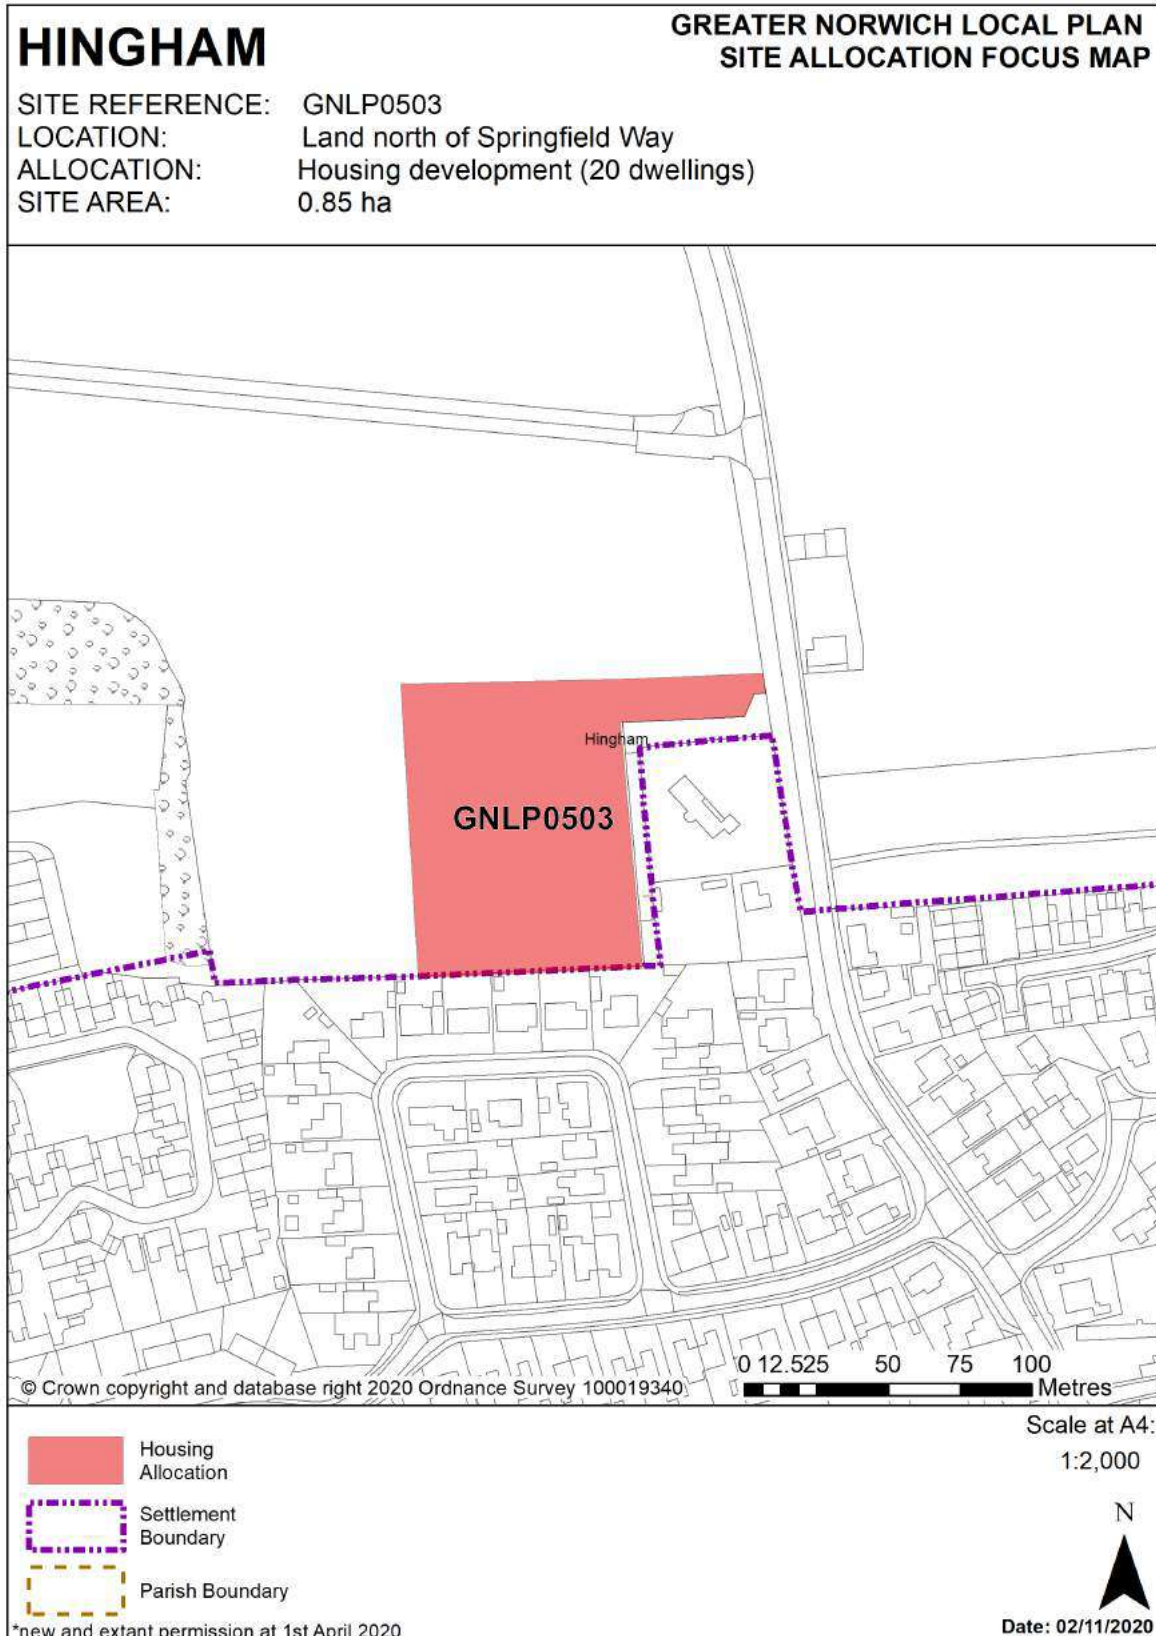 HINGHAM
GREATER NORWICH LOCAL PLAN
SITE ALLOCATION FOCUS MAP
SITE REFERENCE: GNLP0503
LOCATION: Land north of Springfield Way
ALLOCATION: Housing development (20 dwellings)
SITE AREA: 0.85 ha
Hingham
GNLP0503
0 12.525 50 75 100
Metres
© Crown copyright and database right 2020 Ordnance Survey 100019340
Scale at A4:
1:2,000
Housing
Allocation
Settlement
Boundary
Parish Boundary
N
*new and extant permission at 1st April 2020
Date: 02/11/2020